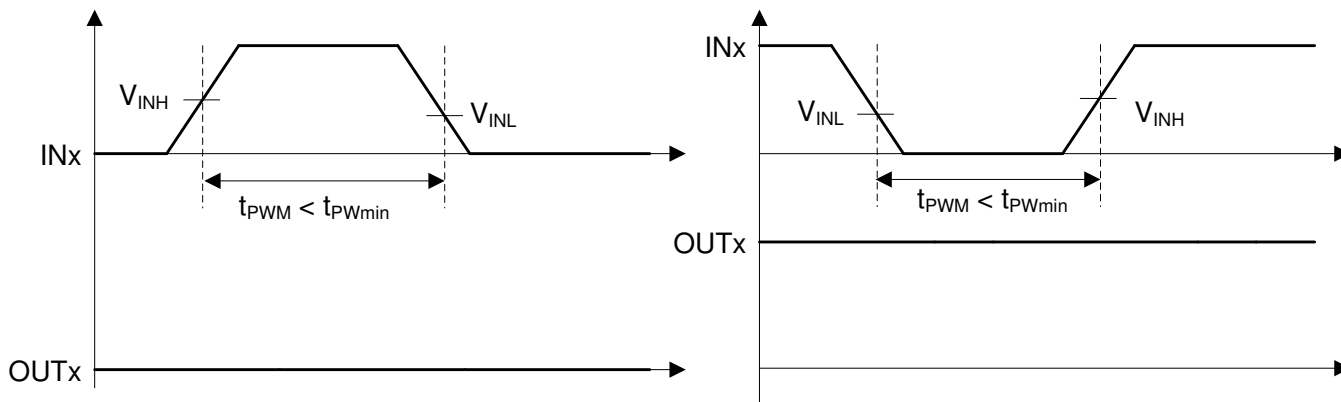 V_INH
V_INL
INx
t_PWM < t_PWmin
OUTx
INx
V_INL
V_INH
t_PWM < t_PWmin
OUTx